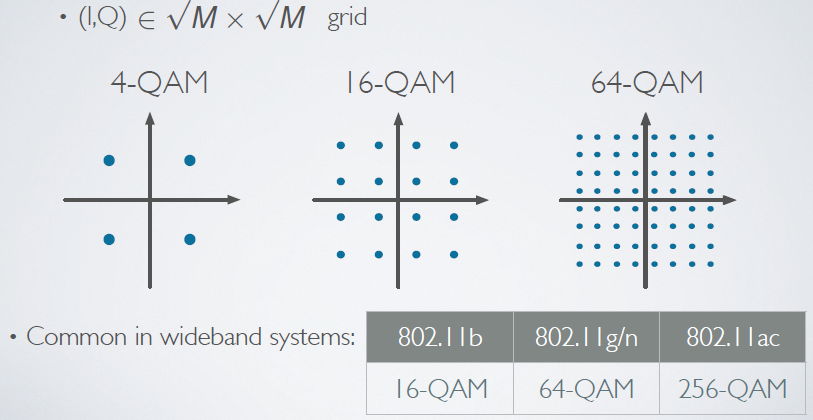 • (I,Q) ∈ √M × √M grid
4-QAM 16-QAM 64-QAM
• Common in wideband systems:
802.11b 802.11g/n 802.11ac
16-QAM 64-QAM 256-QAM